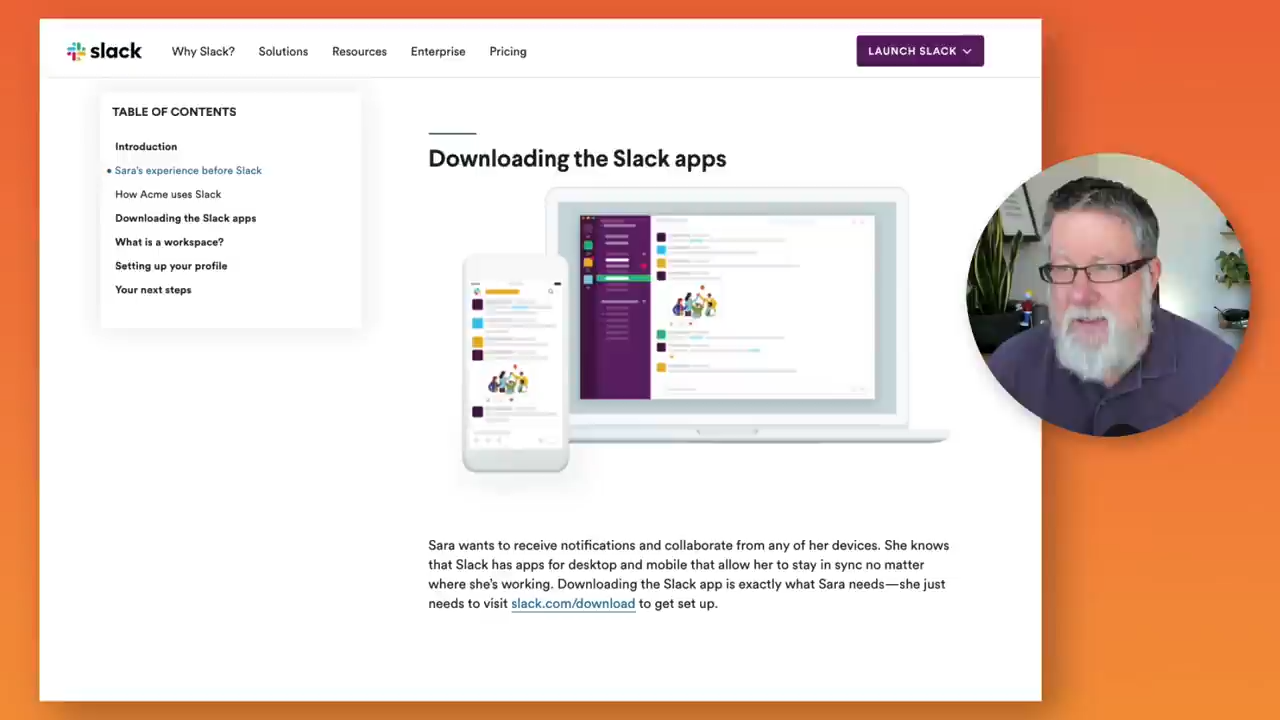 slack
Why Slack?
Solutions
Resources
Enterprise
Pricing
LAUNCH SLACK
TABLE OF CONTENTS
Introduction
Sara's experience before Slack
How Acme uses Slack
Downloading the Slack apps
What is a workspace?
Setting up your profile
Your next steps
Downloading the Slack apps
Sara wants to receive notifications and collaborate from any of her devices. She knows
that Slack has apps for desktop and mobile that allow her to stay in sync no matter
where she's working. Downloading the Slack app is exactly what Sara needs—she just
needs to visit slack.com/download to get set up.